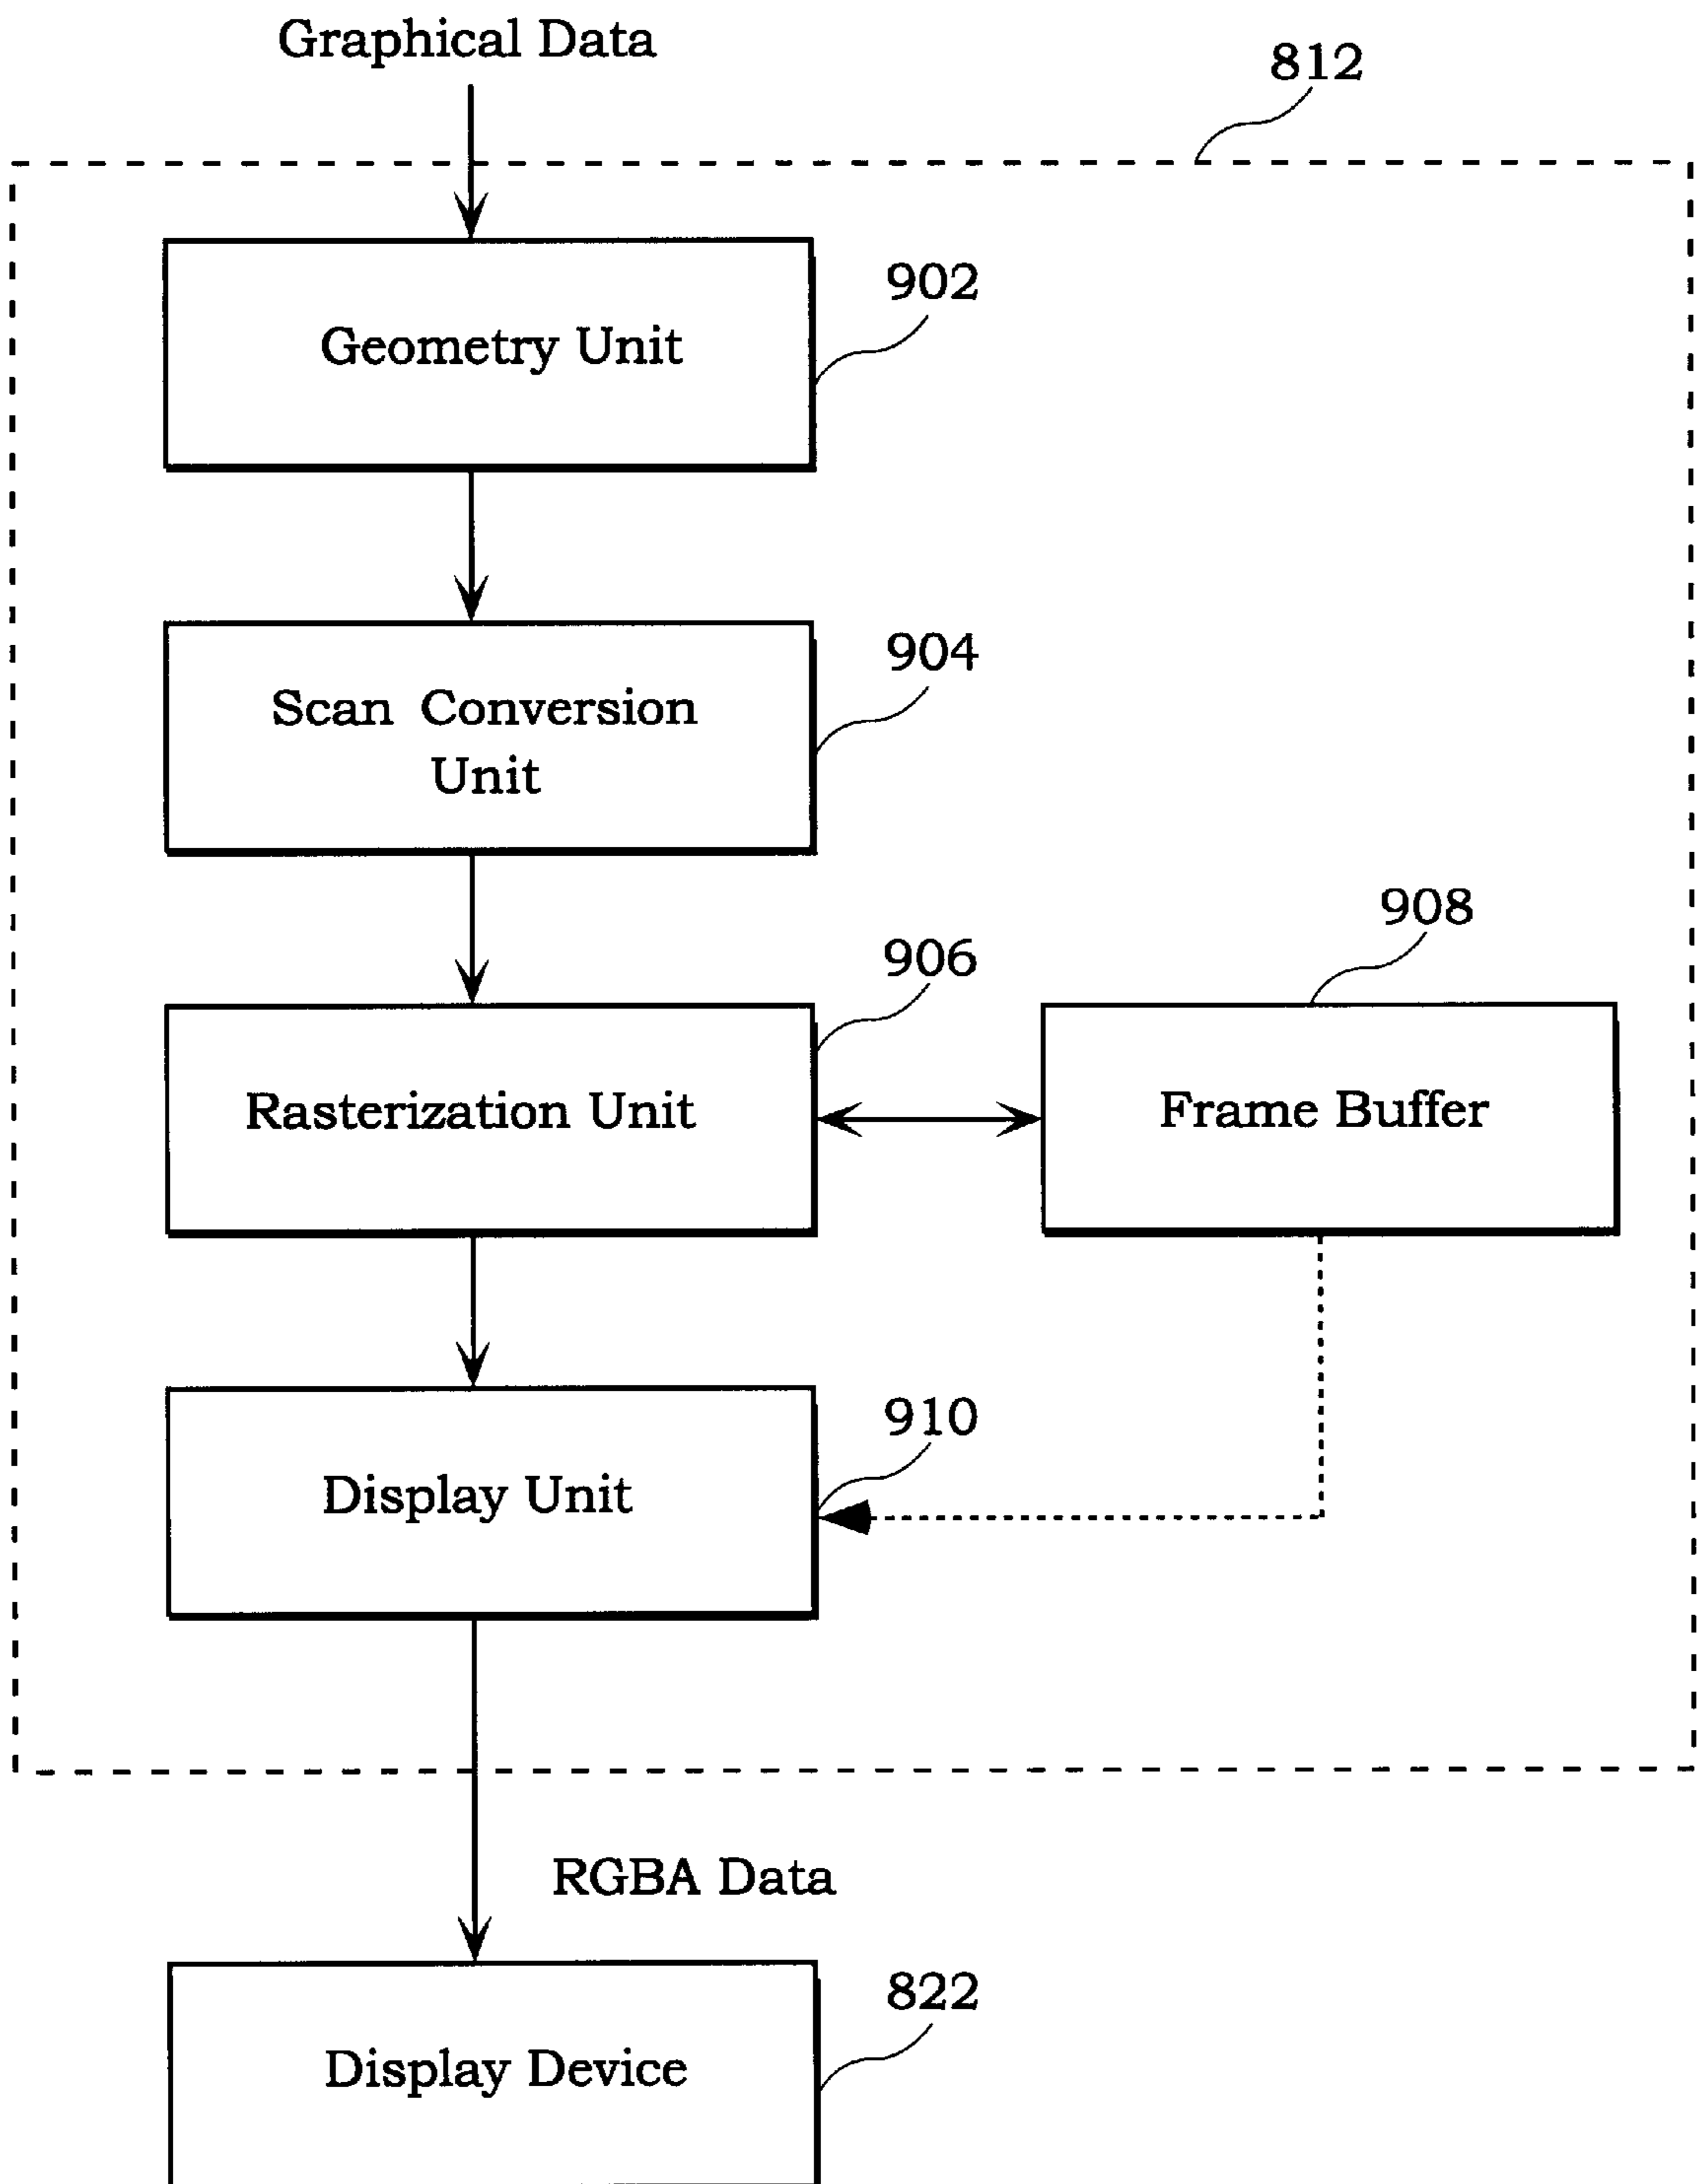 Graphical Data
812
902
Geometry Unit
904
Scan Conversion
Unit
908
906
Rasterization Unit
Frame Buffer
910
Display Unit
RGBA Data
822
Display Device